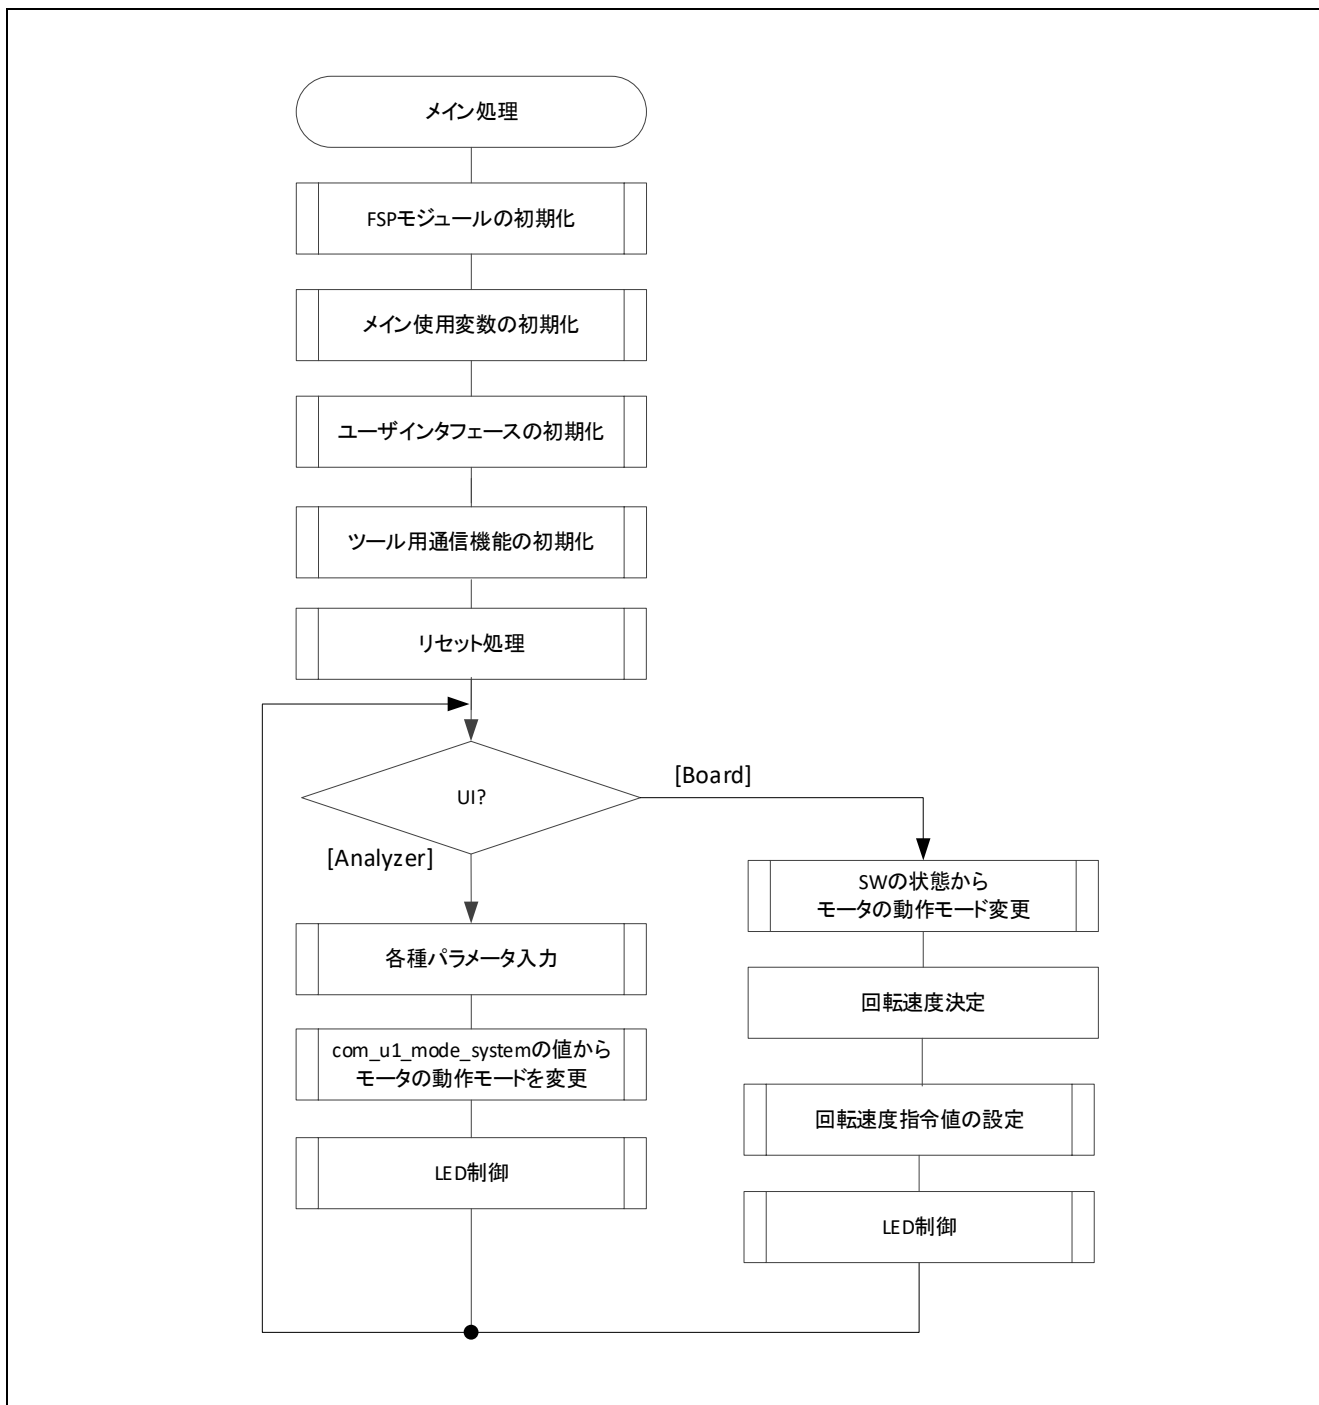 メイン処理
FSPモジュールの初期化
メイン使用変数の初期化
ユーザインタフェースの初期化
ツール用通信機能の初期化
リセット処理
UI?
[Board]
[Analyzer]
各種パラメータ入力
com_u1_mode_systemの値から
モータの動作モードを変更
LED制御
SWの状態から
モータの動作モード変更
回転速度決定
回転速度指令値の設定
LED制御